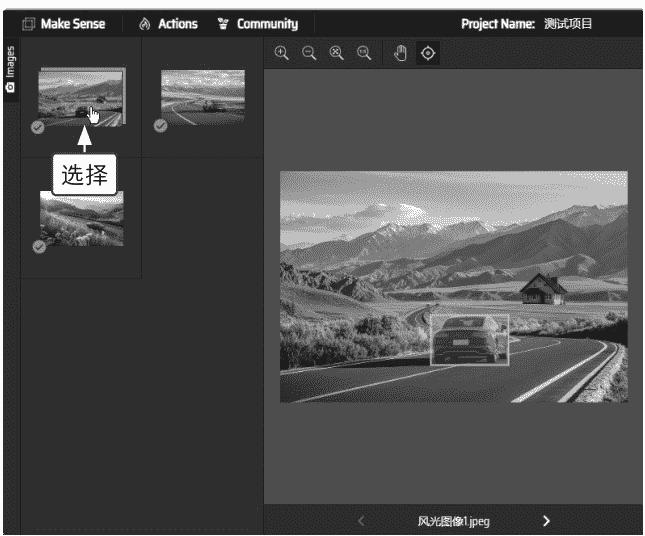 Make Sense
Actions
Community
Project Name: 测试项目
Images
选择
风光图像1.jpeg